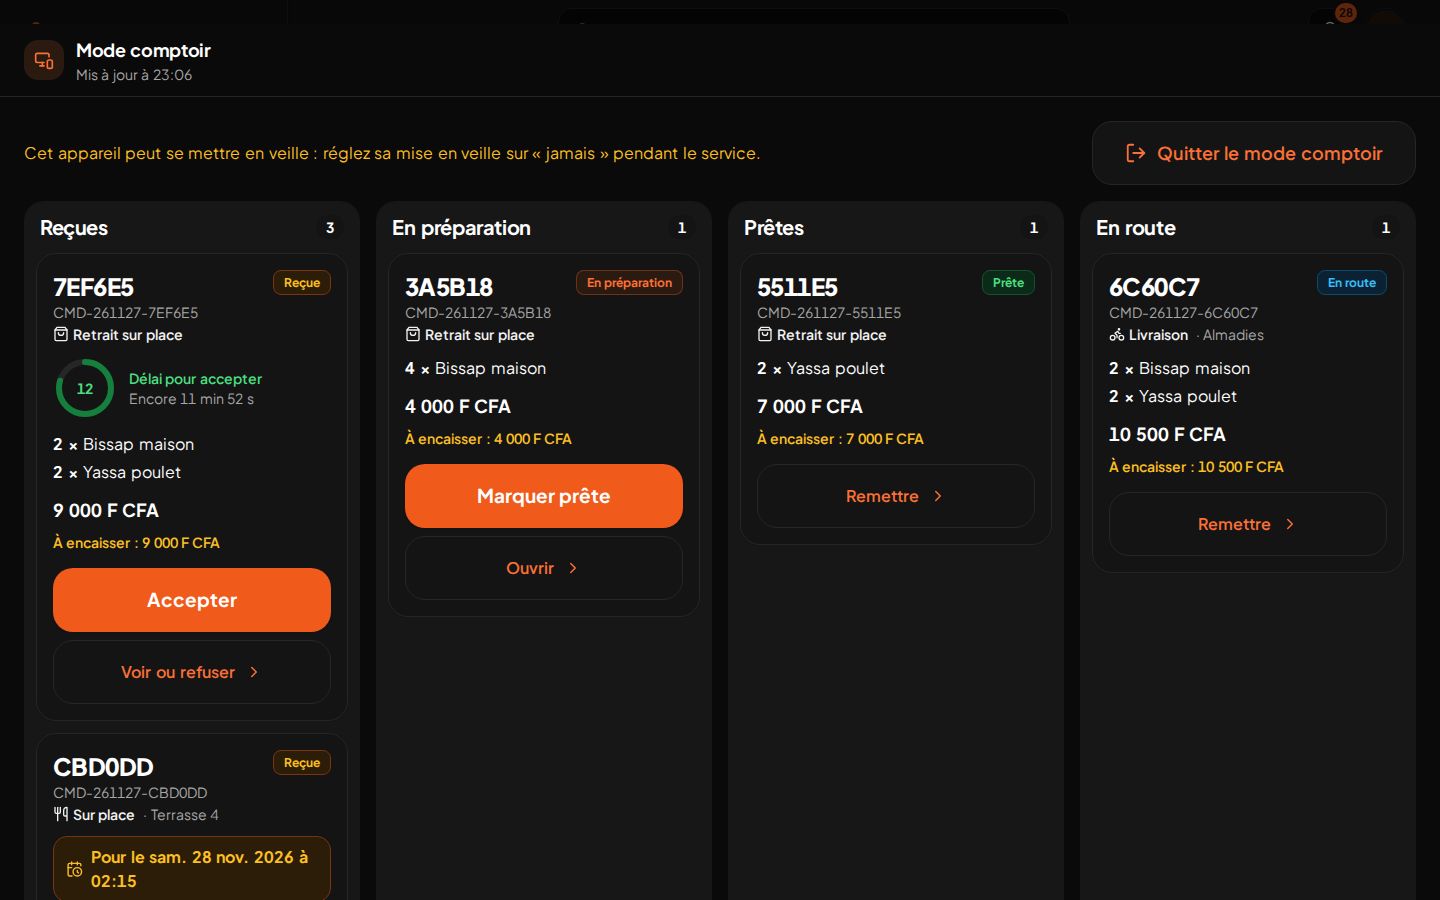 28
Mode comptoir
Mis à jour à 23:06
Cet appareil peut se mettre en veille : réglez sa mise en veille sur « jamais » pendant le service.
Quitter le mode comptoir
Reçues 3
7EF6E5 Reçue
CMD-261127-7EF6E5
Retrait sur place
12
Délai pour accepter
Encore 11 min 52 s
2 × Bissap maison
2 × Yassa poulet
9 000 F CFA
À encaisser : 9 000 F CFA
Accepter
Voir ou refuser
CBD0DD Reçue
CMD-261127-CBD0DD
Sur place · Terrasse 4
Pour le sam. 28 nov. 2026 à
02:15
En préparation 1
3A5B18 En préparation
CMD-261127-3A5B18
Retrait sur place
4 × Bissap maison
4 000 F CFA
À encaisser : 4 000 F CFA
Marquer prête
Ouvrir
Prêtes 1
5511E5 Prête
CMD-261127-5511E5
Retrait sur place
2 × Yassa poulet
7 000 F CFA
À encaisser : 7 000 F CFA
Remettre
En route 1
6C60C7 En route
CMD-261127-6C60C7
Livraison · Almadies
2 × Bissap maison
2 × Yassa poulet
10 500 F CFA
À encaisser : 10 500 F CFA
Remettre